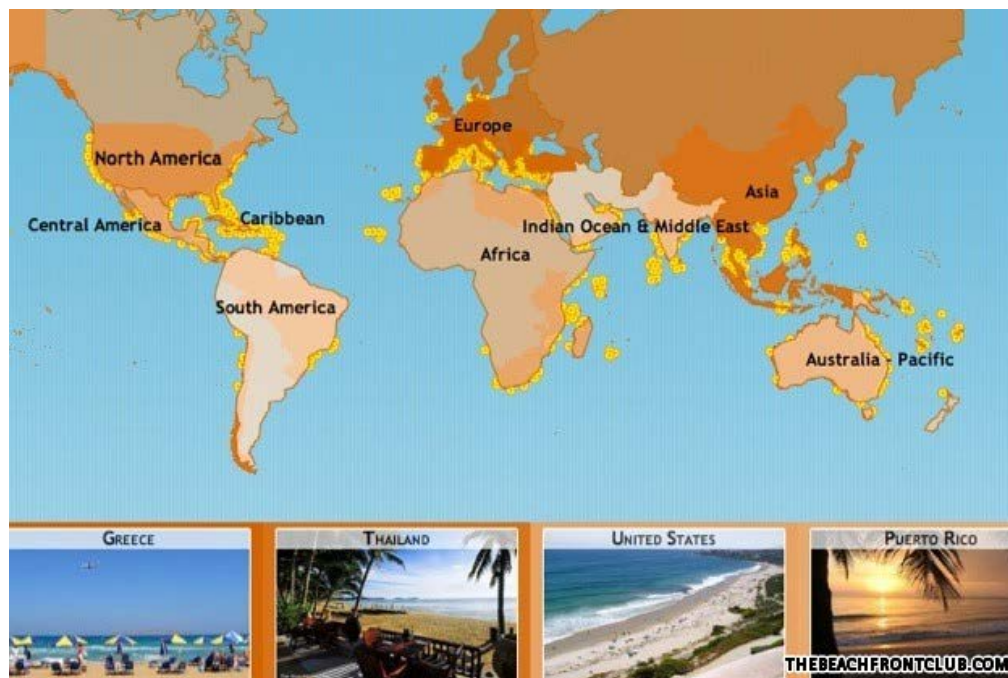 Europe
North America
Asia
Caribbean
Central America
Indian Ocean & Middle East
Africa
South America
Australia - Pacific
GREECE
THAILAND
UNITED STATES
PUERTO RICO
THEBEACHFRONTCLUB.COM